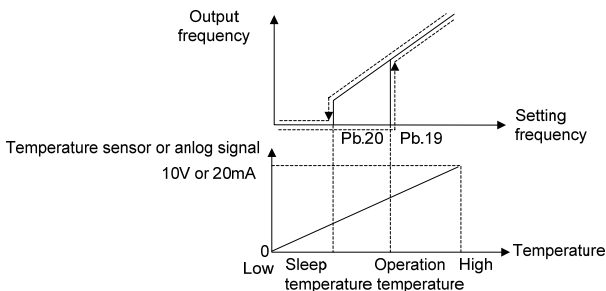 Output
frequency
Setting
frequency
Pb.20 Pb.19
Temperature sensor or anlog signal
10V or 20mA
0
Temperature
Low Sleep Operation High
temperature temperature